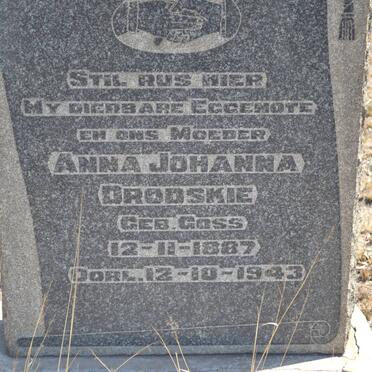 STIL RUS HIER
MY DIERBARE EGGENOTE
EN ONS MOEDER
ANNA JOHANNA
DRODSKIE
GEB. GOSS
12-11-1887
OORL. 12-10-1943